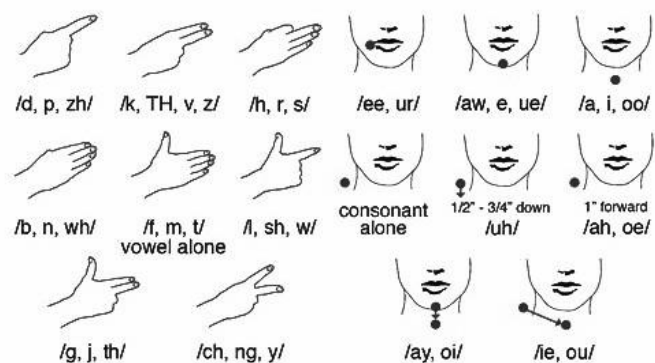 /d, p, zh/
/k, TH, v, z/
/h, r, s/
/ee, ur/
/aw, e, ue/
/a, i, oo/
/b, n, wh/
/f, m, t/
vowel alone
/l, sh, w/
consonant
alone
1/2" - 3/4" down
/uh/
1" forward
/ah, oe/
/g, j, th/
/ch, ng, y/
/ay, oi/
/ie, ou/